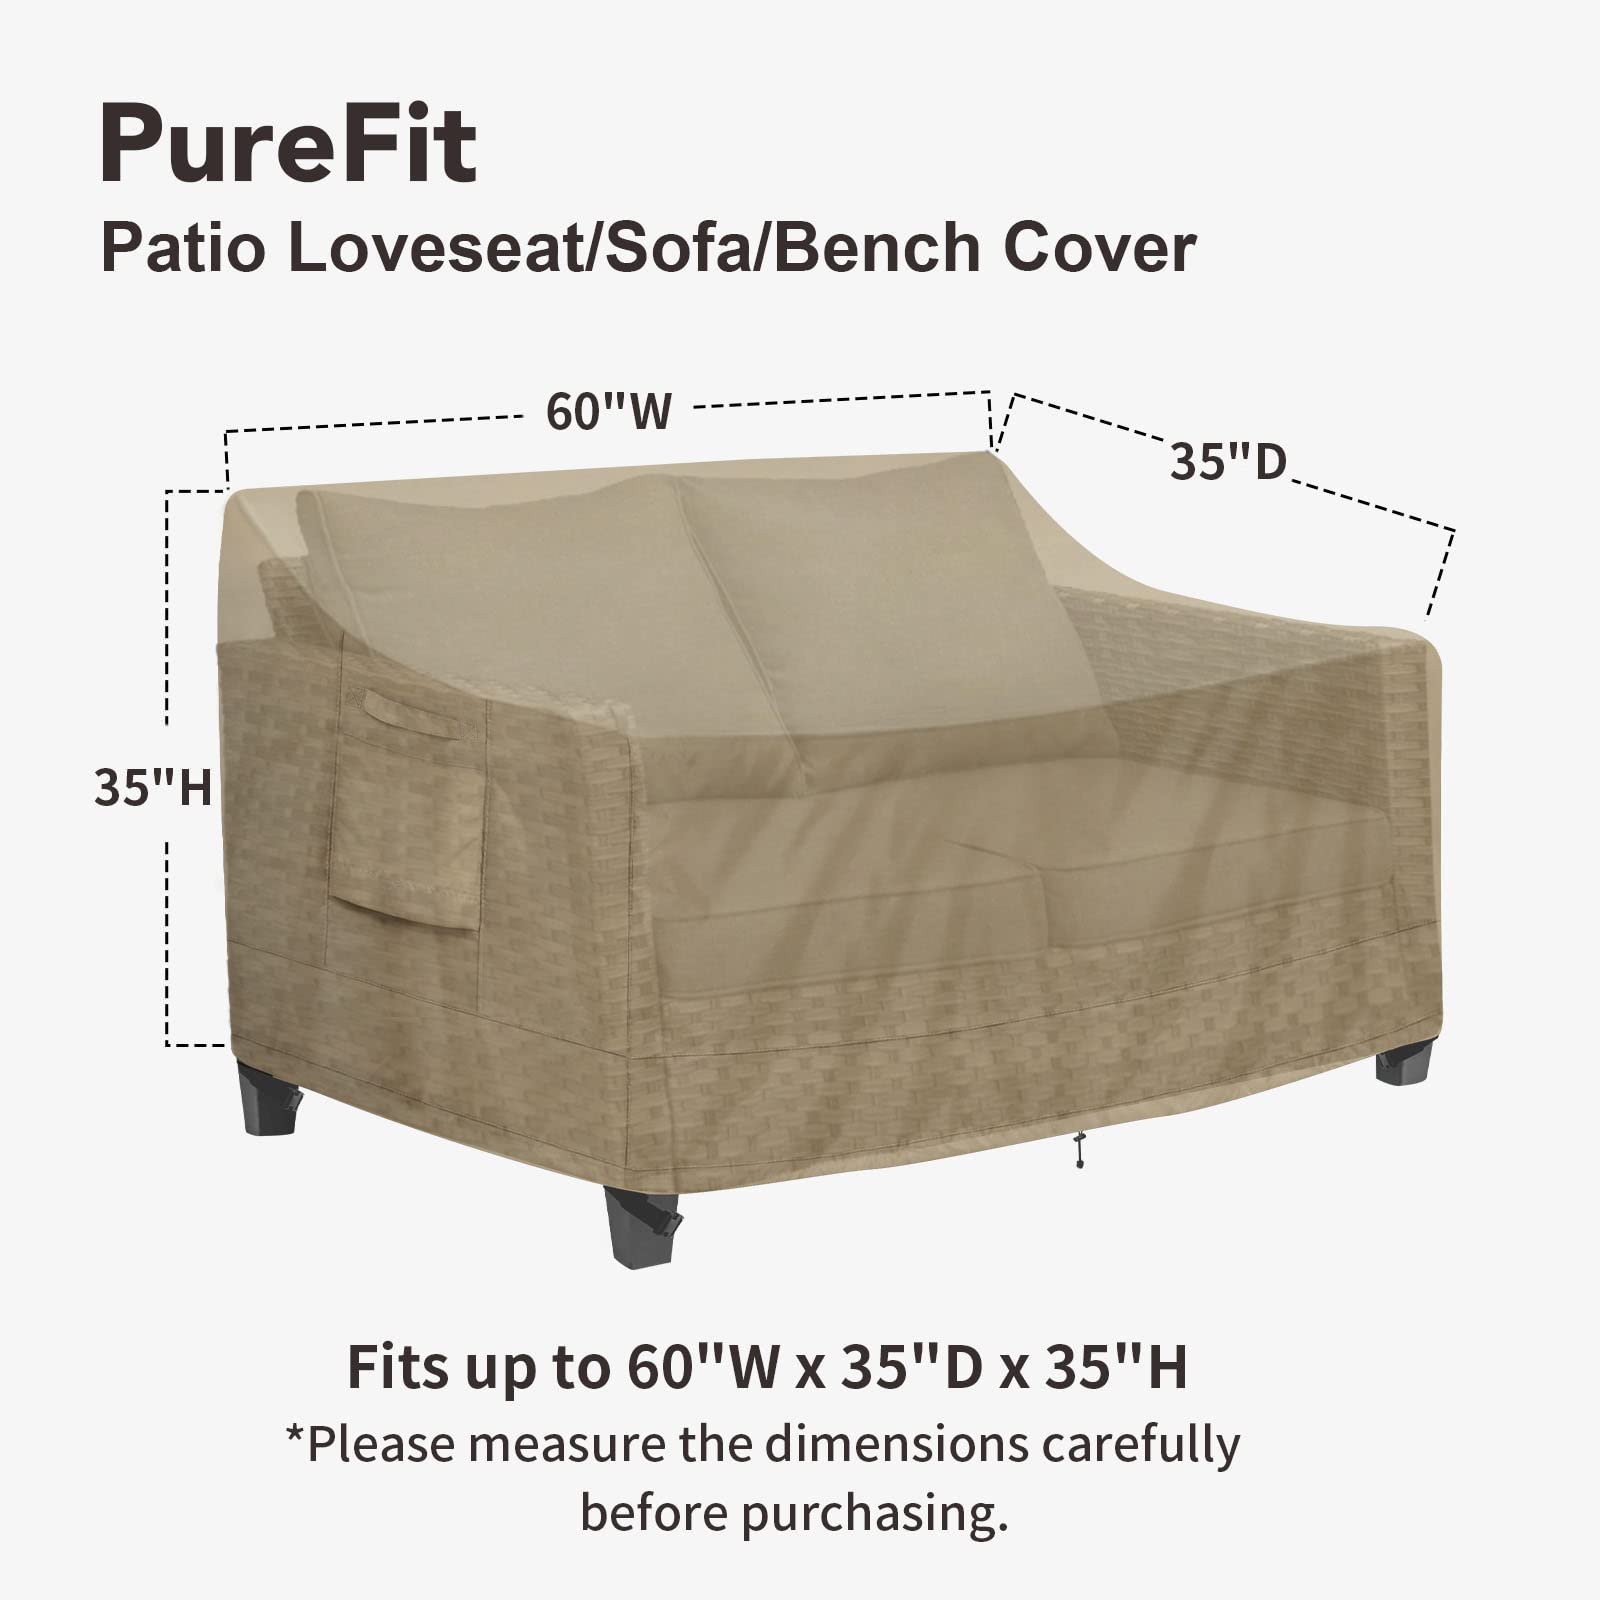 PureFit
Patio Loveseat/Sofa/Bench Cover
60"W
35"D
35"H
Fits up to 60"W x 35"D x 35"H
*Please measure the dimensions carefully
before purchasing.